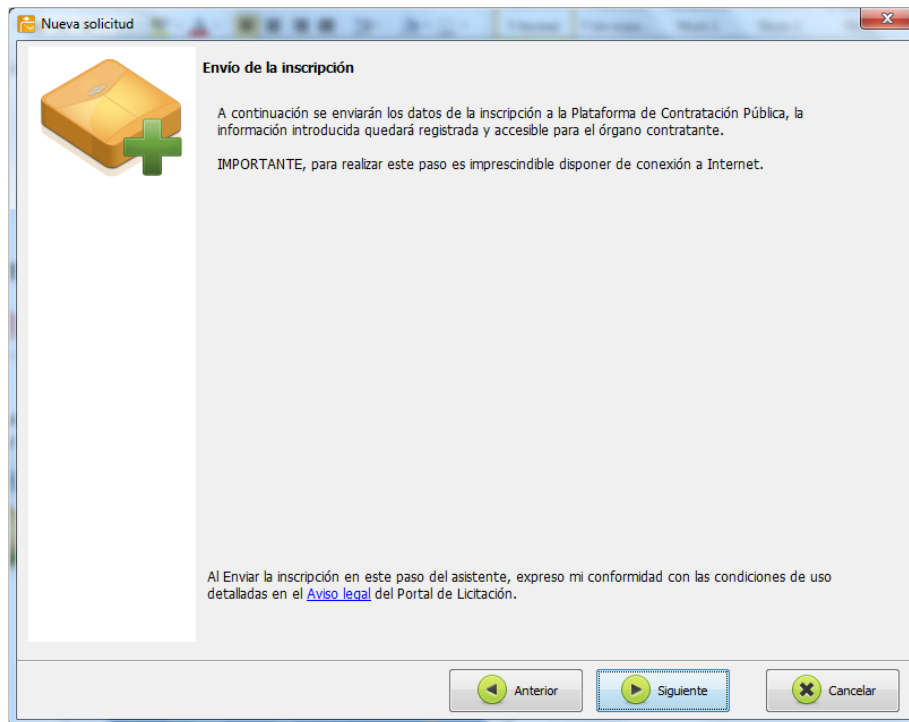 Nueva solicitud
Envío de la inscripción
A continuación se enviarán los datos de la inscripción a la Plataforma de Contratación Pública, la
información introducida quedará registrada y accesible para el órgano contratante.
IMPORTANTE, para realizar este paso es imprescindible disponer de conexión a Internet.
Al Enviar la inscripción en este paso del asistente, expreso mi conformidad con las condiciones de uso
detalladas en el Aviso legal del Portal de Licitación.
Anterior
Siguiente
Cancelar